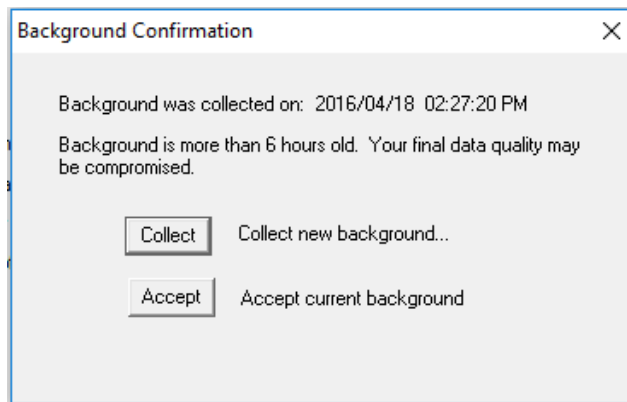 Background Confirmation
Background was collected on: 2016/04/18 02:27:20 PM
Background is more than 6 hours old. Your final data quality may
be compromised.
Collect Collect new background...
Accept Accept current background